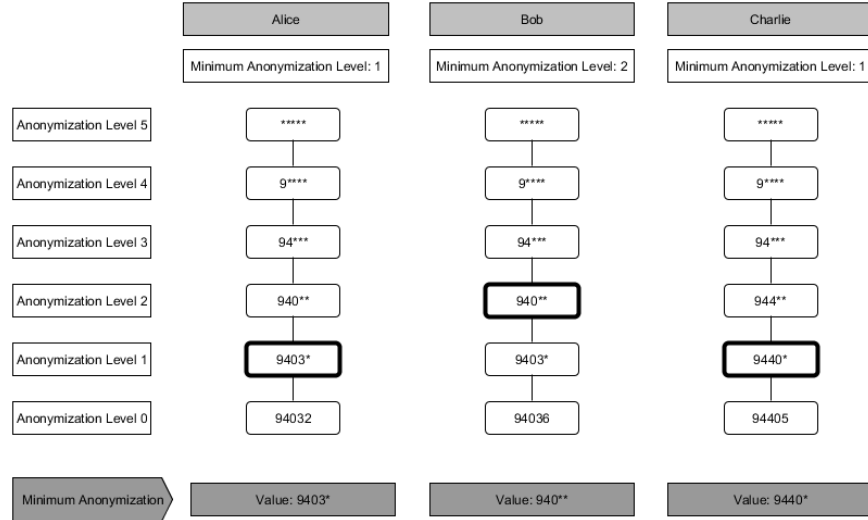 Alice Bob Charlie
Minimum Anonymization Level: 1 Minimum Anonymization Level: 2 Minimum Anonymization Level: 1
Anonymization Level 5 ***** ***** *****
Anonymization Level 4 9**** 9**** 9****
Anonymization Level 3 94*** 94*** 94***
Anonymization Level 2 940** 940** 944**
Anonymization Level 1 9403* 9403* 9440*
Anonymization Level 0 94032 94036 94405
Minimum Anonymization Value: 9403* Value: 940** Value: 9440*